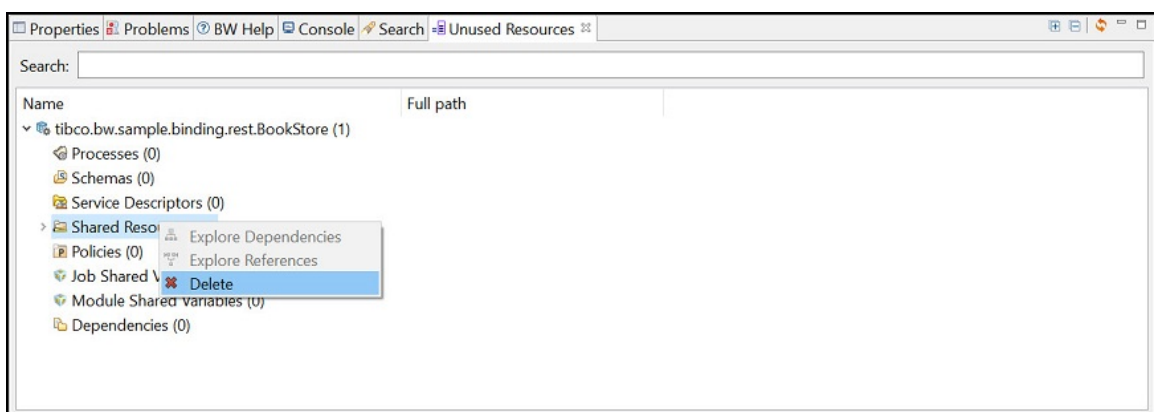 Properties Problems BW Help Console Search Unused Resources
Search:
Name Full path
tibco.bw.sample.binding.rest.BookStore (1)
Processes (0)
Schemas (0)
Service Descriptors (0)
Shared
Explore Dependencies
Policies (0)
Explore References
Job Shared
Delete
Module Shared Variables (0)
Dependencies (0)